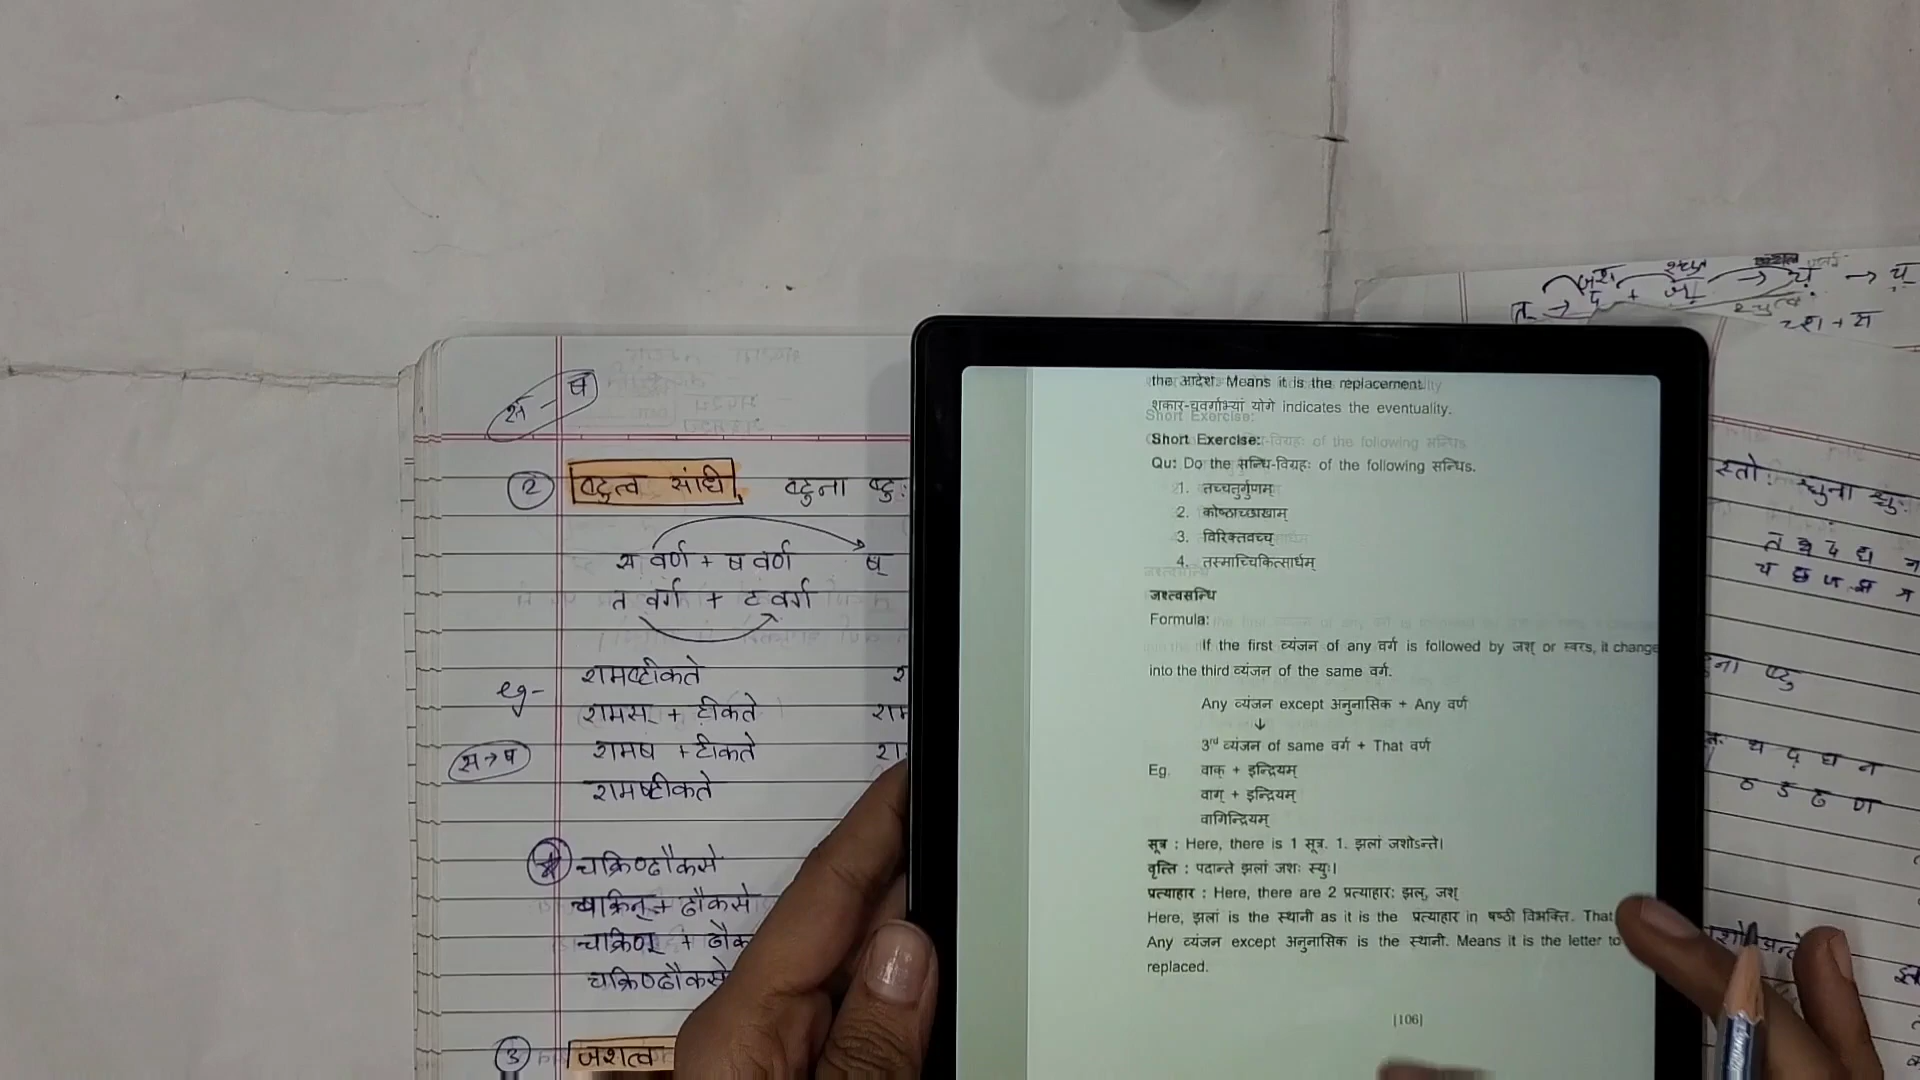 स - ष
② ष्टुत्व संधी, ष्टुना ष्टुः
स वर्ण + ष वर्ण ष्
त वर्ग + ट वर्ग
eg- रामष्टीकते
रामस् + टीकते
स→ष रामष + टीकते
रामष्टीकते
चक्रिण्ढौकसे
चक्रिन् + ढौकसे
चक्रिण् + ढौक
चक्रिण्ढौकसे
③ जशत्व
the आदेश. Means it is the replacement.
शकार-चवर्गाभ्यां योगे indicates the eventuality.
Short Exercise:
Qu: Do the सन्धि-विग्रहः of the following सन्धिs.
1. तच्चतुर्गुणम्
2. कोष्ठाच्छाखाम्
3. विरिक्तवच्च
4. तस्माच्चिकित्सार्धम्
जश्त्वसन्धि
Formula:
If the first व्यंजन of any वर्ग is followed by जश् or स्वरs, it change
into the third व्यंजन of the same वर्ग.
Any व्यंजन except अनुनासिक + Any वर्ण
↓
3rd व्यंजन of same वर्ग + That वर्ण
Eg. वाक् + इन्द्रियम्
वाग् + इन्द्रियम्
वागिन्द्रियम्
सूत्र : Here, there is 1 सूत्र. 1. झलां जशोऽन्ते।
वृत्ति : पदान्ते झलां जशः स्युः।
प्रत्याहार : Here, there are 2 प्रत्याहार: झल्, जश्
Here, झलां is the स्थानी as it is the प्रत्याहार in षष्ठी विभक्ति. That
Any व्यंजन except अनुनासिक is the स्थानी. Means it is the letter to
replaced.
[106]
स्तोः श्चुना श्चुः
त थ द ध न
च छ ज झ ञ
ना ष्टु
थ द ध न
ठ ड ढ ण